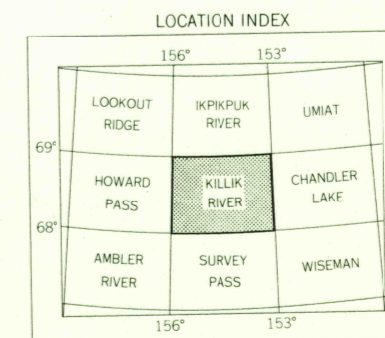 LOCATION INDEX
156° 153°
LOOKOUT RIDGE
IKPIKPUK RIVER
UMIAT
69°
HOWARD PASS
KILLIK RIVER
CHANDLER LAKE
68°
AMBLER RIVER
SURVEY PASS
WISEMAN
156° 153°